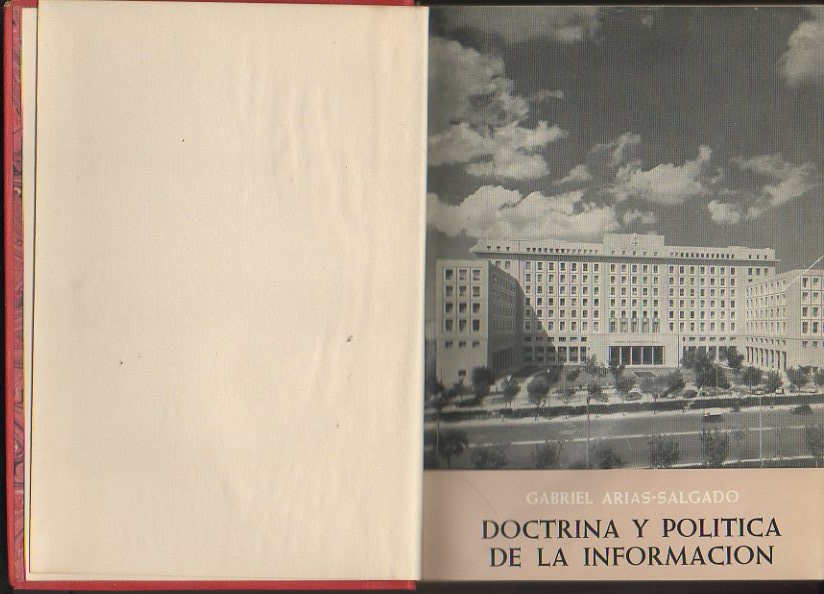 GABRIEL ARIAS-SALGADO
DOCTRINA Y POLITICA
DE LA INFORMACION